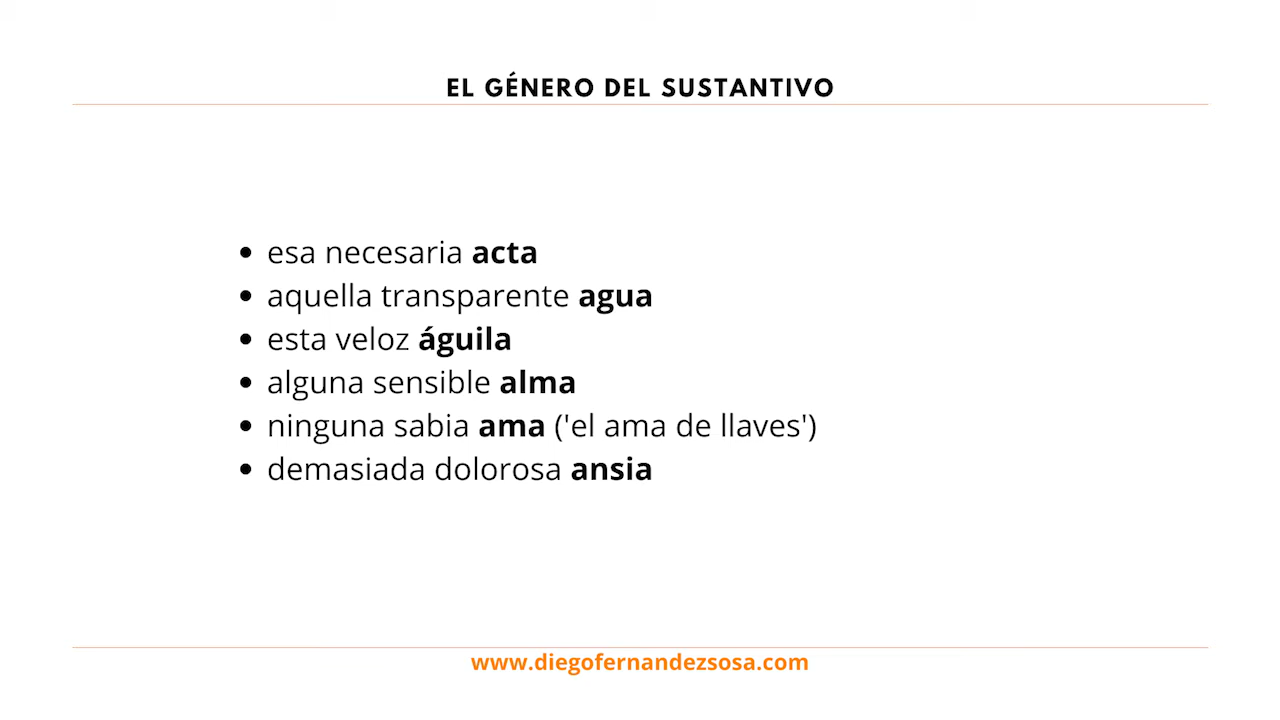 EL GÉNERO DEL SUSTANTIVO
• esa necesaria acta
• aquella transparente agua
• esta veloz águila
• alguna sensible alma
• ninguna sabia ama ('el ama de llaves')
• demasiada dolorosa ansia
www.diegofernandezsosa.com